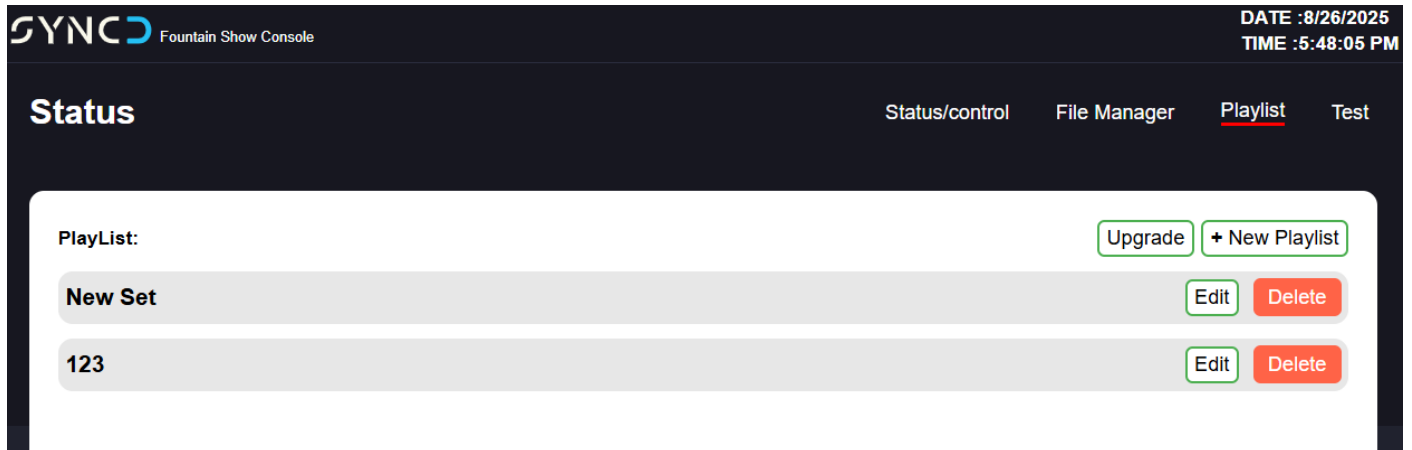 SYNCD Fountain Show Console
DATE :8/26/2025
TIME :5:48:05 PM
Status
Status/control File Manager Playlist Test
PlayList:
Upgrade + New Playlist
New Set Edit Delete
123 Edit Delete